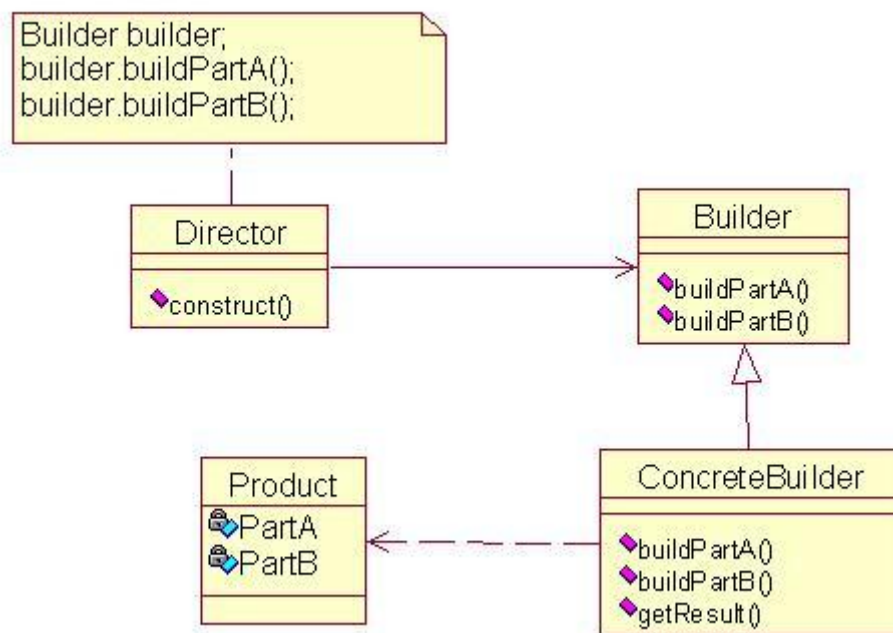 Builder builder;
builder.buildPartA();
builder.buildPartB();
Director
construct()
Builder
buildPartA()
buildPartB()
Product
PartA
PartB
ConcreteBuilder
buildPartA()
buildPartB()
getResult()